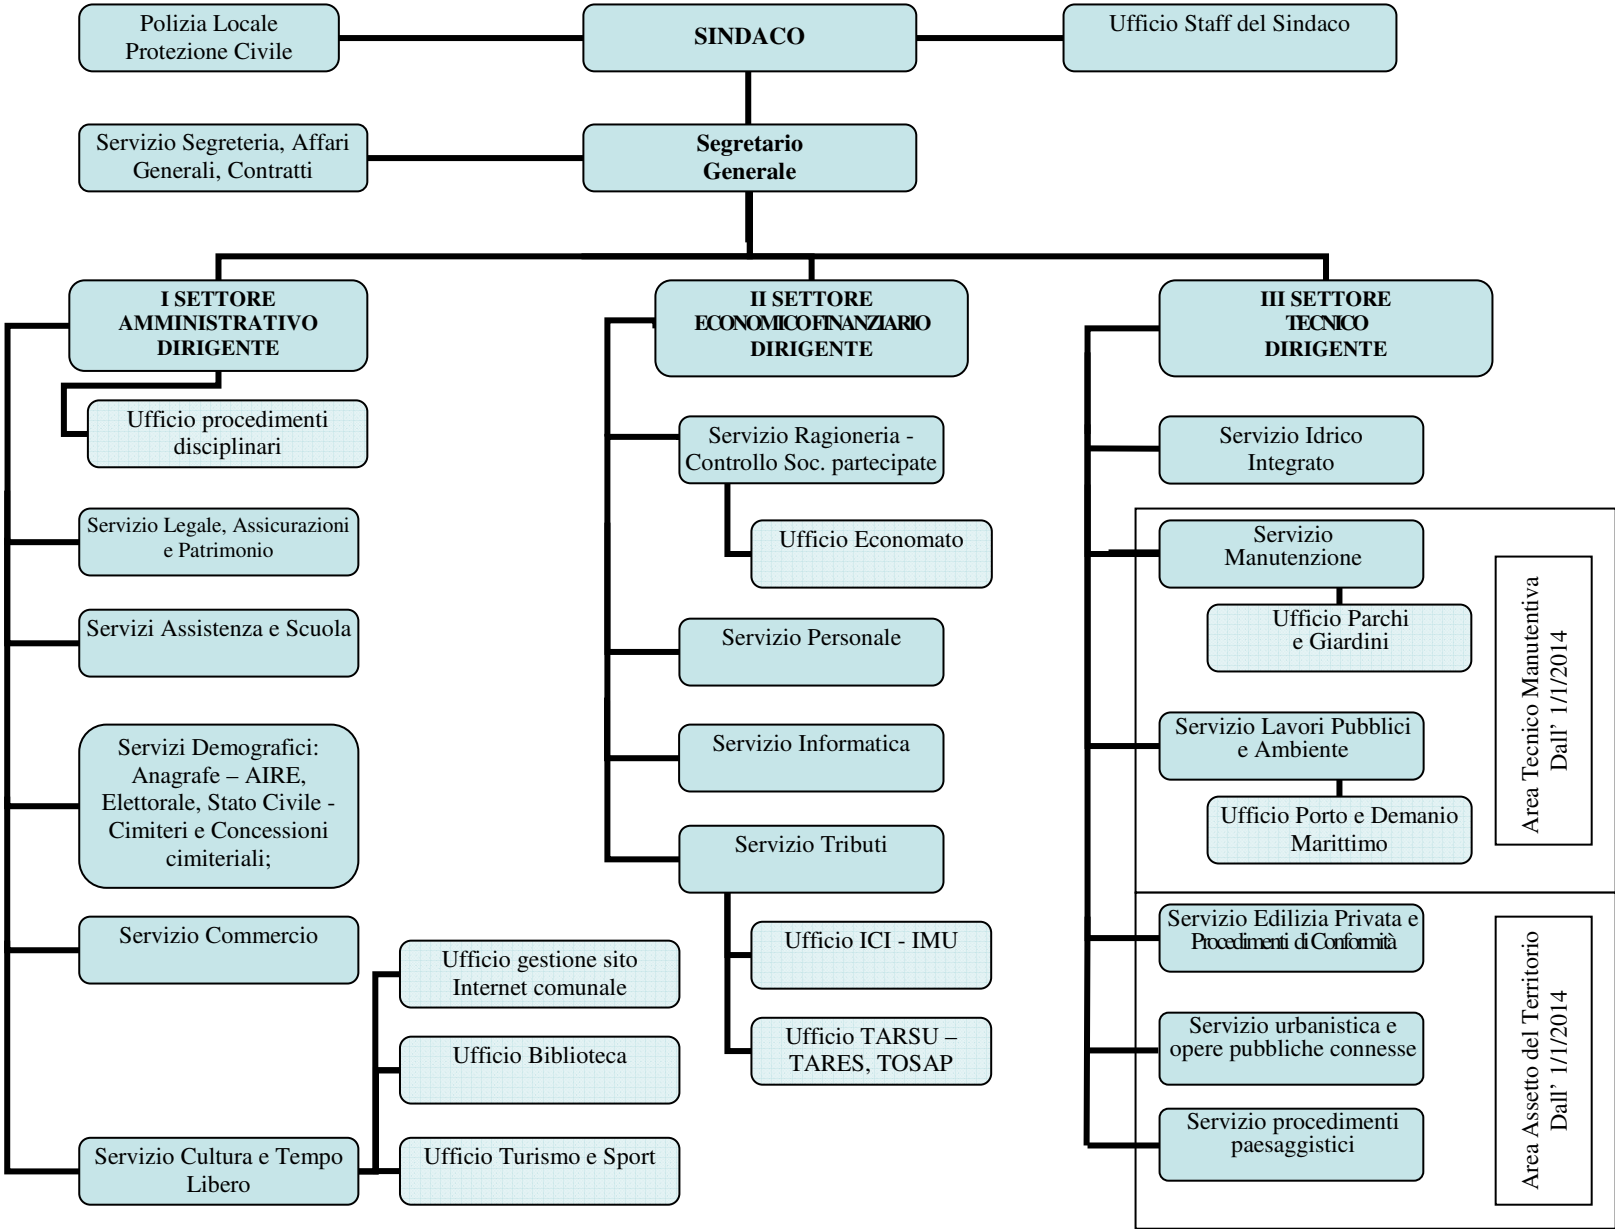 Polizia Locale
Protezione Civile
SINDACO
Ufficio Staff del Sindaco
Servizio Segreteria, Affari
Generali, Contratti
Segretario
Generale
I SETTORE
AMMINISTRATIVO
DIRIGENTE
II SETTORE
ECONOMICO FINANZIARIO
DIRIGENTE
III SETTORE
TECNICO
DIRIGENTE
Ufficio procedimenti
disciplinari
Servizio Legale, Assicurazioni
e Patrimonio
Servizi Assistenza e Scuola
Servizi Demografici:
Anagrafe – AIRE,
Elettorale, Stato Civile -
Cimiteri e Concessioni
cimiteriali;
Servizio Commercio
Servizio Cultura e Tempo
Libero
Ufficio gestione sito
Internet comunale
Ufficio Biblioteca
Ufficio Turismo e Sport
Servizio Ragioneria -
Controllo Soc. partecipate
Ufficio Economato
Servizio Personale
Servizio Informatica
Servizio Tributi
Ufficio ICI - IMU
Ufficio TARSU –
TARES, TOSAP
Servizio Idrico
Integrato
Servizio
Manutenzione
Ufficio Parchi
e Giardini
Servizio Lavori Pubblici
e Ambiente
Ufficio Porto e Demanio
Marittimo
Area Tecnico Manutentiva
Dall' 1/1/2014
Servizio Edilizia Privata e
Procedimenti di Conformità
Servizio urbanistica e
opere pubbliche connesse
Servizio procedimenti
paesaggistici
Area Assetto del Territorio
Dall' 1/1/2014